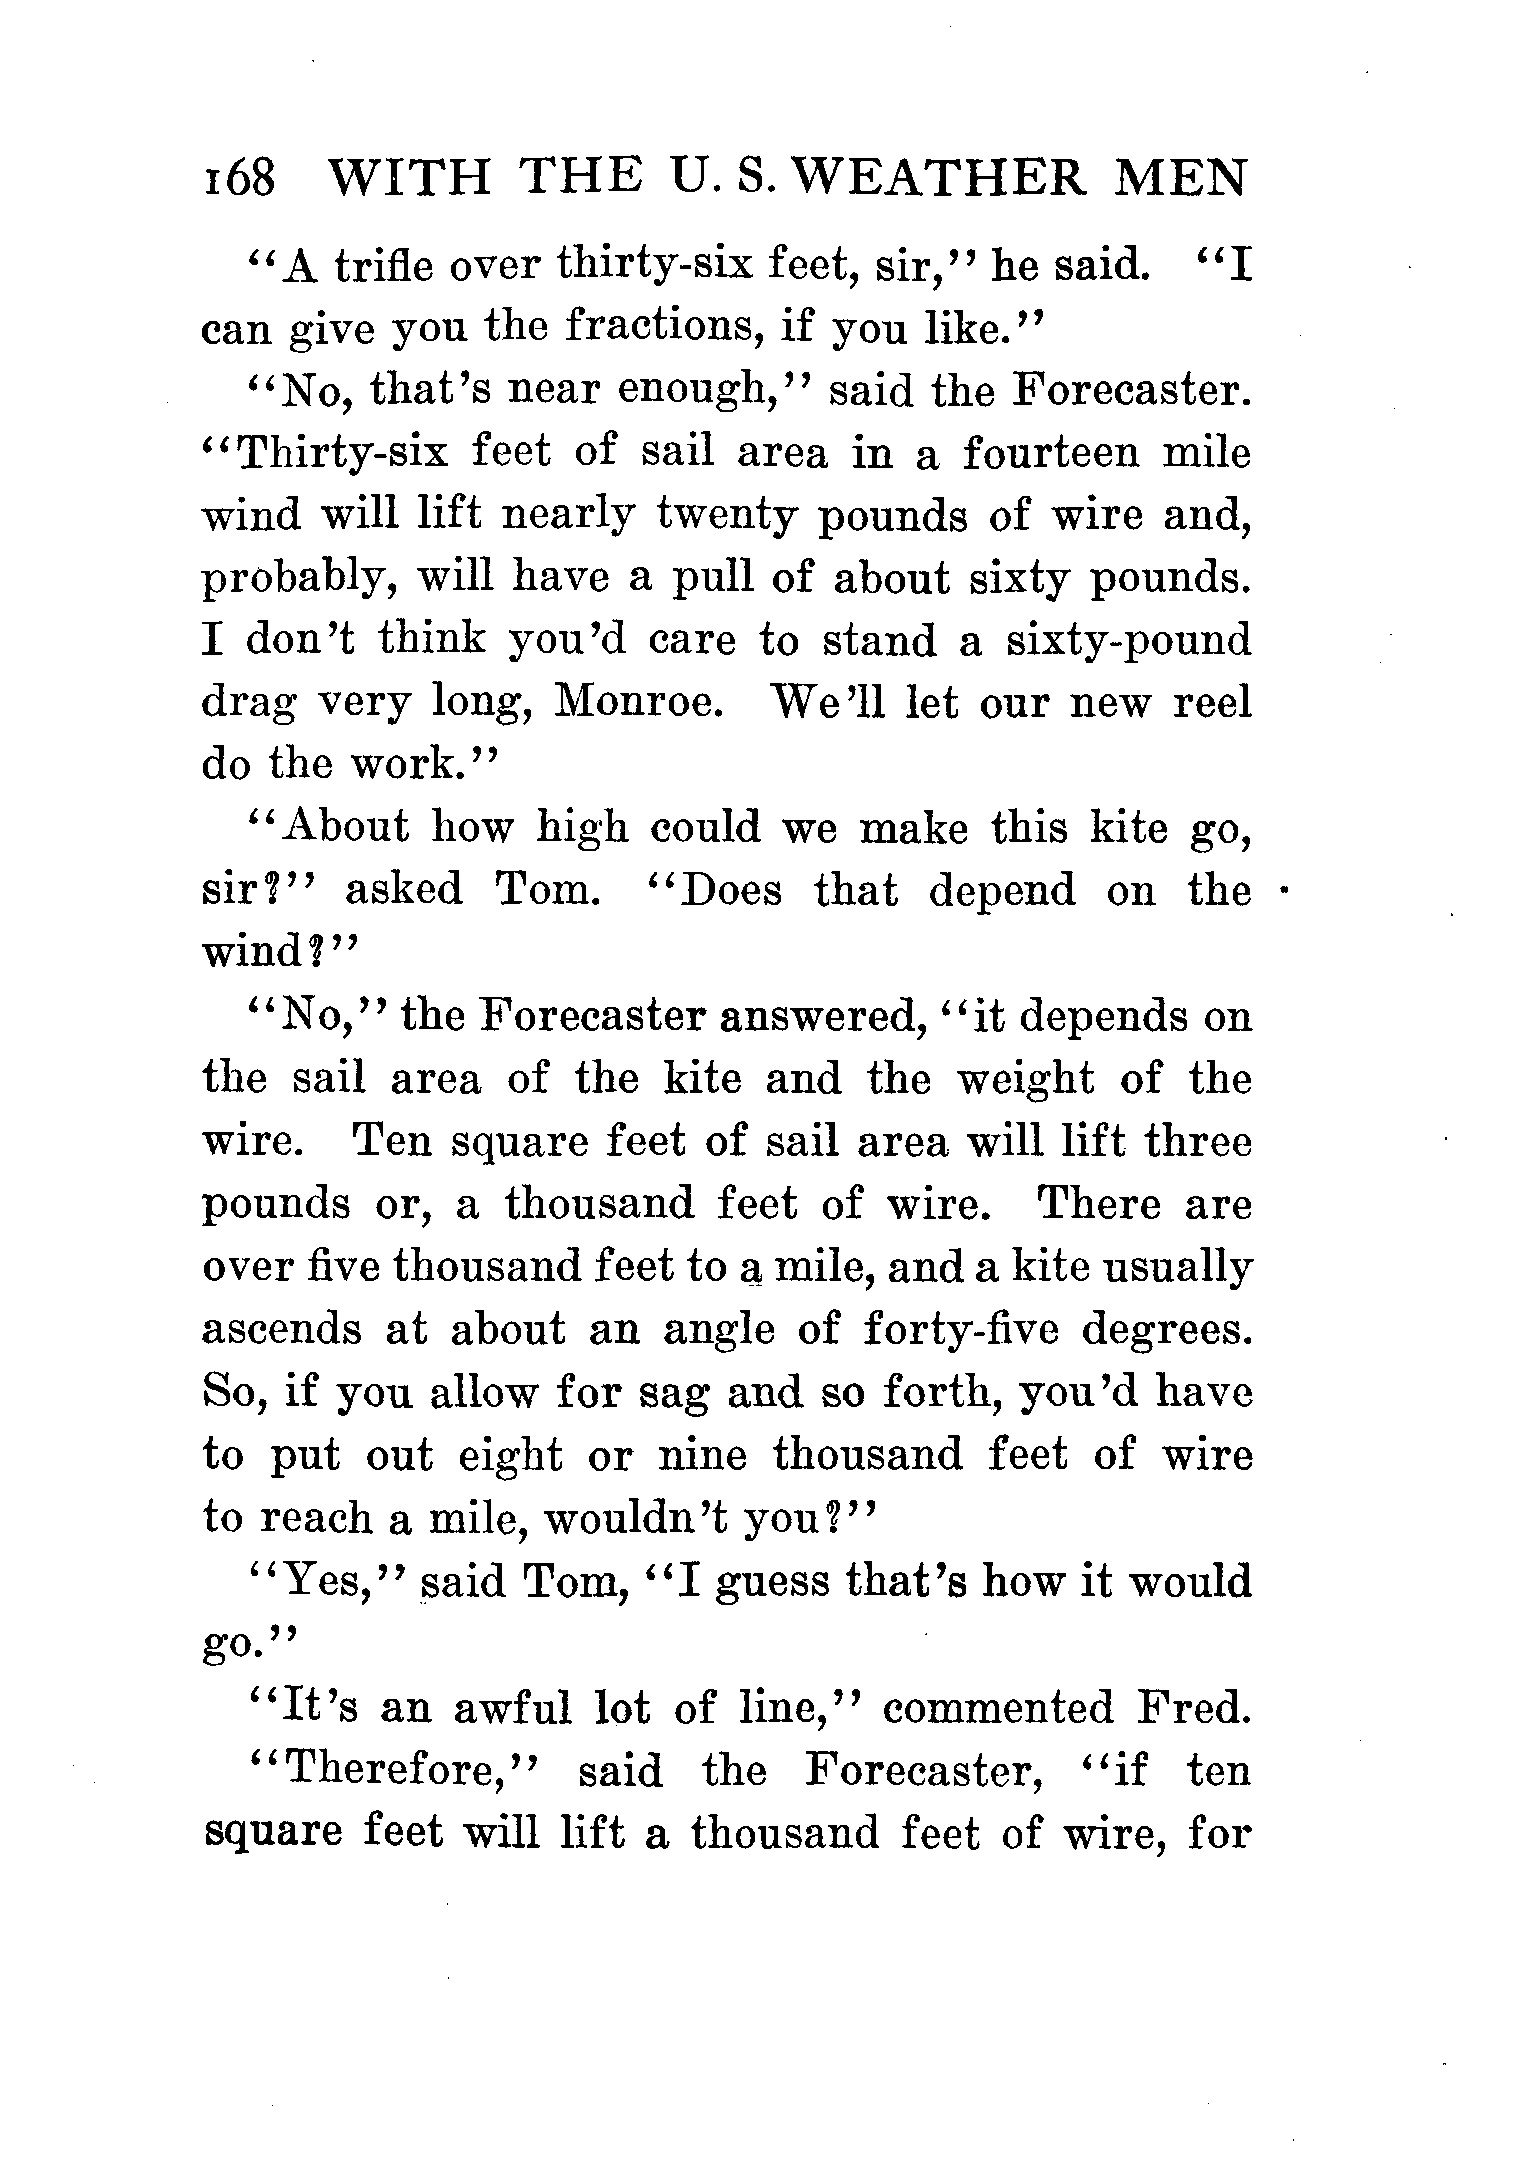 168 WITH THE U. S. WEATHER MEN
“A trifle over thirty-six feet, sir,” he said. “I
can give you the fractions, if you like.”
“No, that’s near enough,” said the Forecaster.
“Thirty-six feet of sail area in a fourteen mile
wind will lift nearly twenty pounds of wire and,
probably, will have a pull of about sixty pounds.
I don’t think you’d care to stand a sixty-pound
drag very long, Monroe. We’ll let our new reel
do the work.”
“About how high could we make this kite go,
sir?” asked Tom. “Does that depend on the
wind?”
“No,” the Forecaster answered, “it depends on
the sail area of the kite and the weight of the
wire. Ten square feet of sail area will lift three
pounds or, a thousand feet of wire. There are
over five thousand feet to a mile, and a kite usually
ascends at about an angle of forty-five degrees.
So, if you allow for sag and so forth, you’d have
to put out eight or nine thousand feet of wire
to reach a mile, wouldn’t you?”
“Yes,” said Tom, “I guess that’s how it would
go.”
“It’s an awful lot of line,” commented Fred.
“Therefore,” said the Forecaster, “if ten
square feet will lift a thousand feet of wire, for